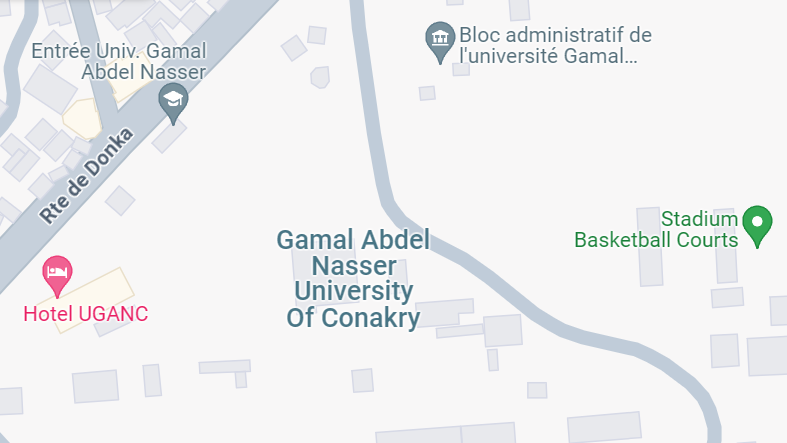 Entrée Univ. Gamal
Abdel Nasser
Bloc administratif de
l'université Gamal...
Rte de Donka
Stadium
Basketball Courts
Gamal Abdel
Nasser
University
Of Conakry
Hotel UGANC